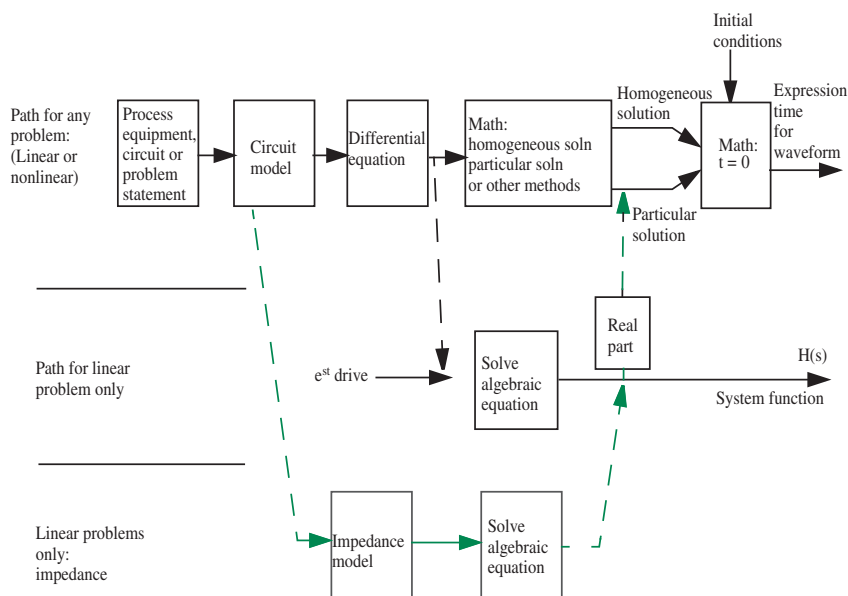 Initial
conditions
Path for any
problem:
(Linear or
nonlinear)
Process
equipment,
circuit or
problem
statement
Circuit
model
Differential
equation
Math:
homogeneous soln
particular soln
or other methods
Homogeneous
solution
Particular
solution
Math:
t = 0
Expression
time
for
waveform
Path for linear
problem only
e^st drive
Solve
algebraic
equation
Real
part
H(s)
System function
Linear problems
only:
impedance
Impedance
model
Solve
algebraic
equation